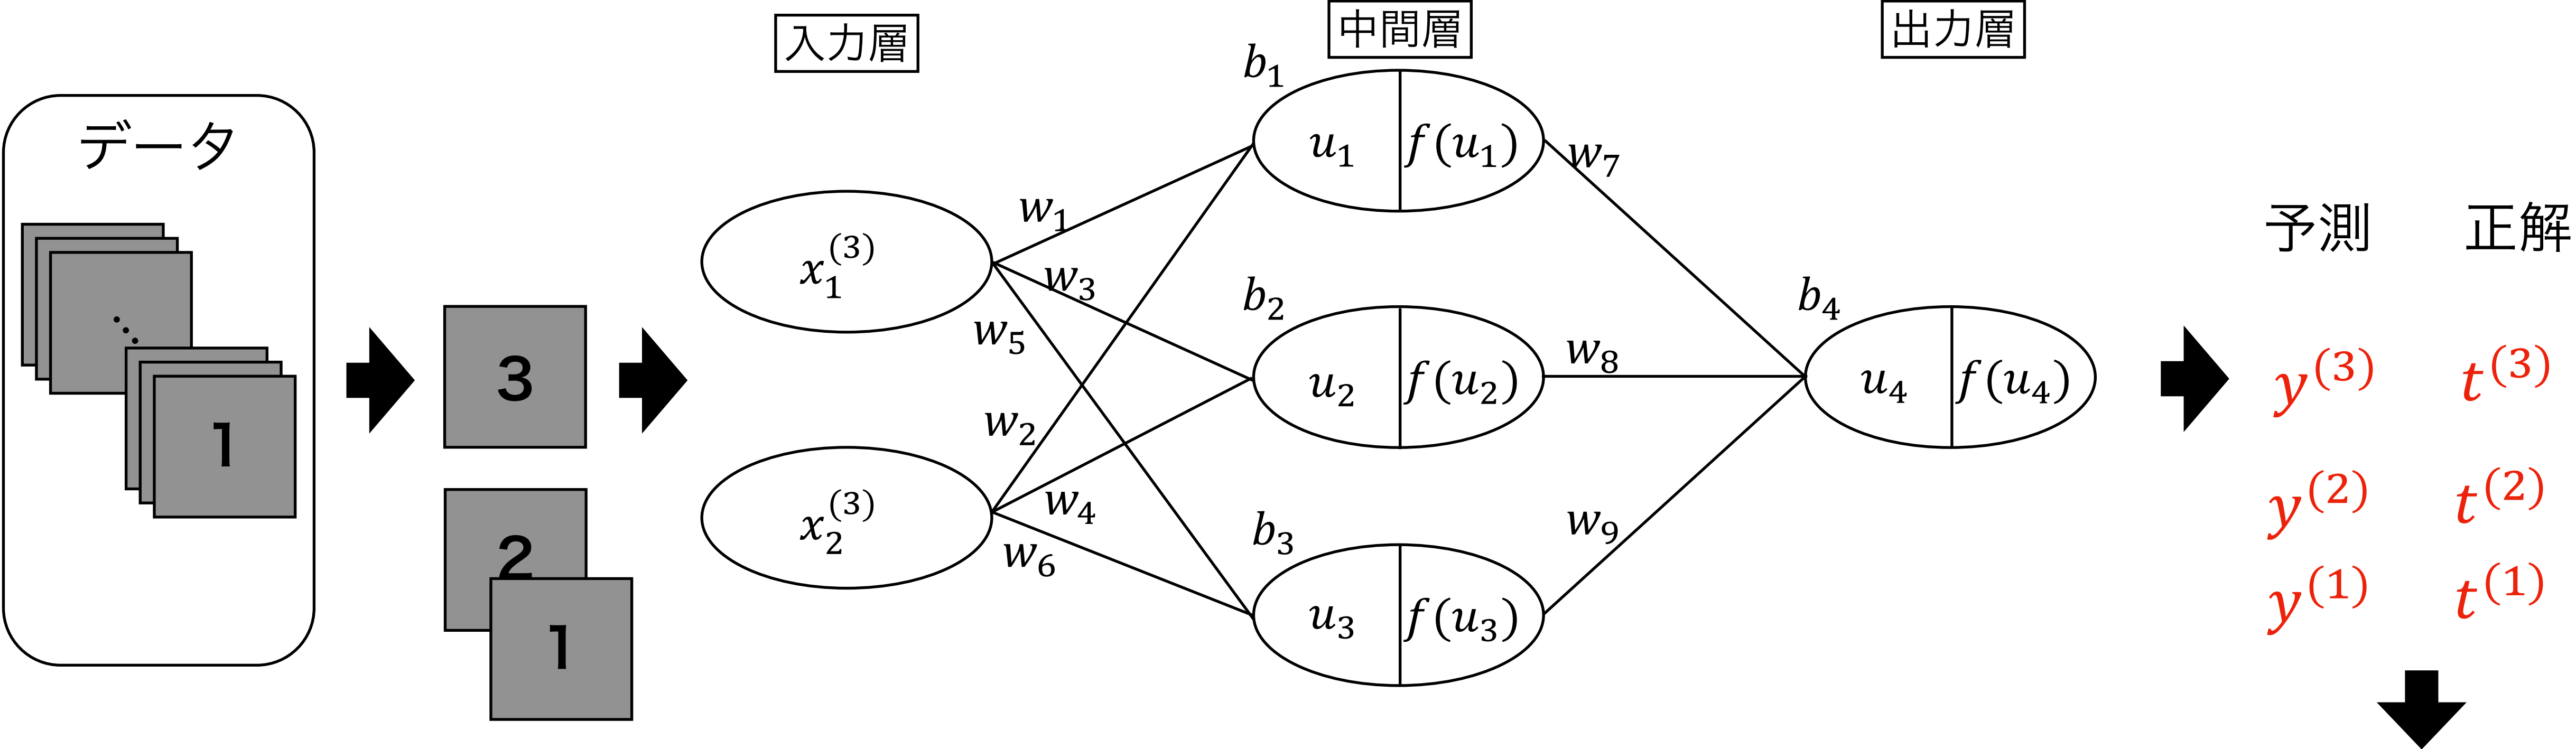 入力層
中間層
出力層
データ
1
3
2
1
x₁⁽³⁾
x₂⁽³⁾
w₁
w₃
w₅
w₂
w₄
w₆
b₁
u₁ f(u₁)
b₂
u₂ f(u₂)
b₃
u₃ f(u₃)
w₇
w₈
w₉
b₄
u₄ f(u₄)
予測 正解
y⁽³⁾ t⁽³⁾
y⁽²⁾ t⁽²⁾
y⁽¹⁾ t⁽¹⁾